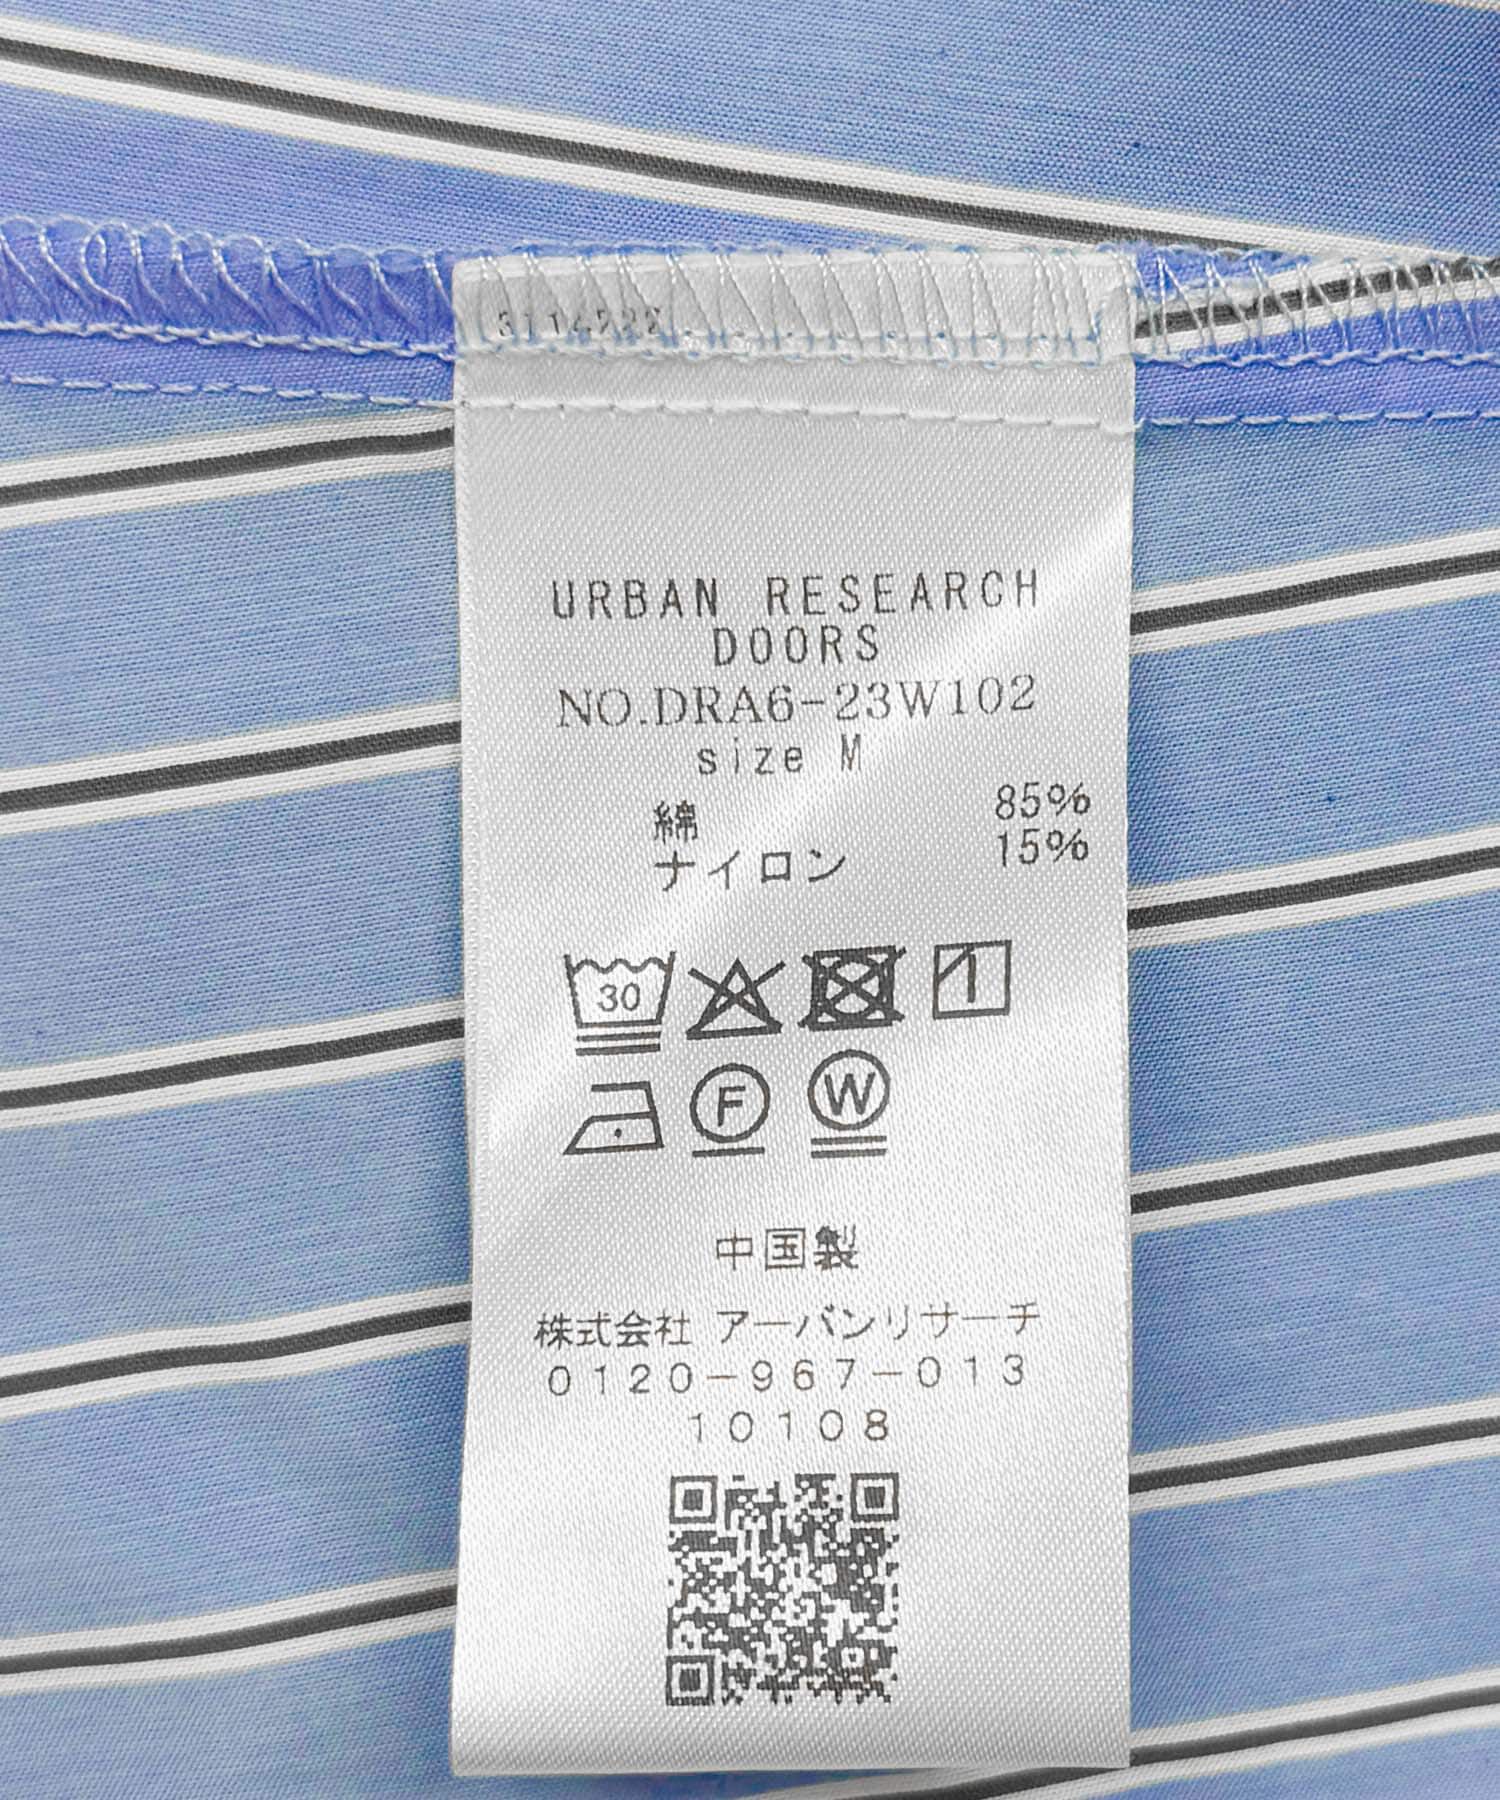 URBAN RESEARCH
DOORS
NO.DRA6-23W102
size M
綿 85%
ナイロン 15%
30
F W
中国製
株式会社 アーバンリサーチ
0120-967-013
10108